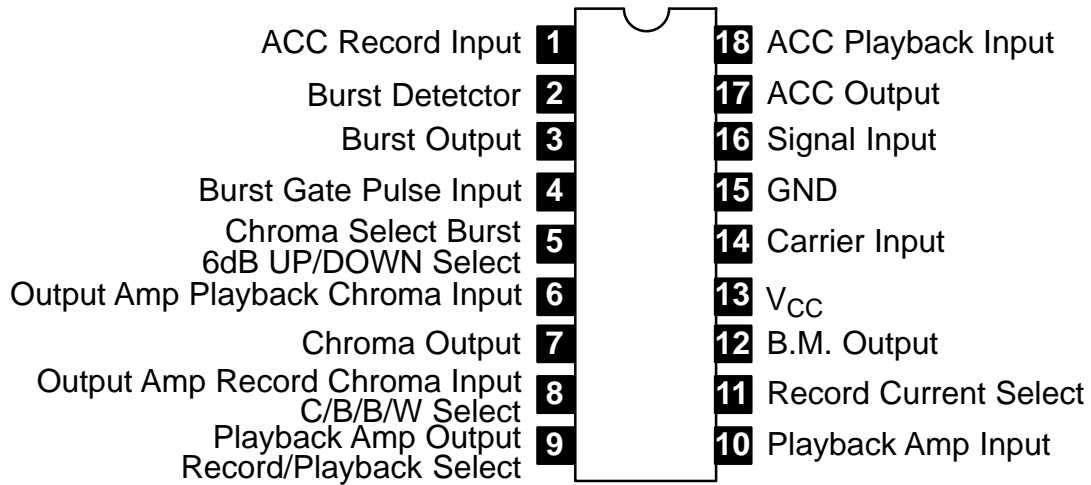 ACC Record Input 1
Burst Detetctor 2
Burst Output 3
Burst Gate Pulse Input 4
Chroma Select Burst
6dB UP/DOWN Select 5
Output Amp Playback Chroma Input 6
Chroma Output 7
Output Amp Record Chroma Input
C/B/B/W Select 8
Playback Amp Output
Record/Playback Select 9
18 ACC Playback Input
17 ACC Output
16 Signal Input
15 GND
14 Carrier Input
13 VCC
12 B.M. Output
11 Record Current Select
10 Playback Amp Input